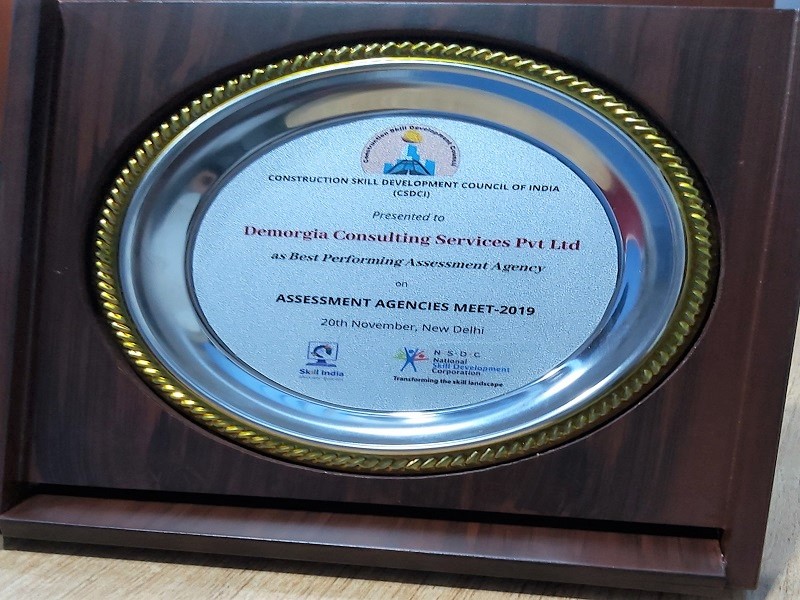 Construction Skill Development Council
CONSTRUCTION SKILL DEVELOPMENT COUNCIL OF INDIA
(CSDCI)
Presented to
Demorgia Consulting Services Pvt Ltd
as Best Performing Assessment Agency
on
ASSESSMENT AGENCIES MEET-2019
20th November, New Delhi
Skill India
N·S·D·C
National
Skill Development
Corporation
Transforming the skill landscape